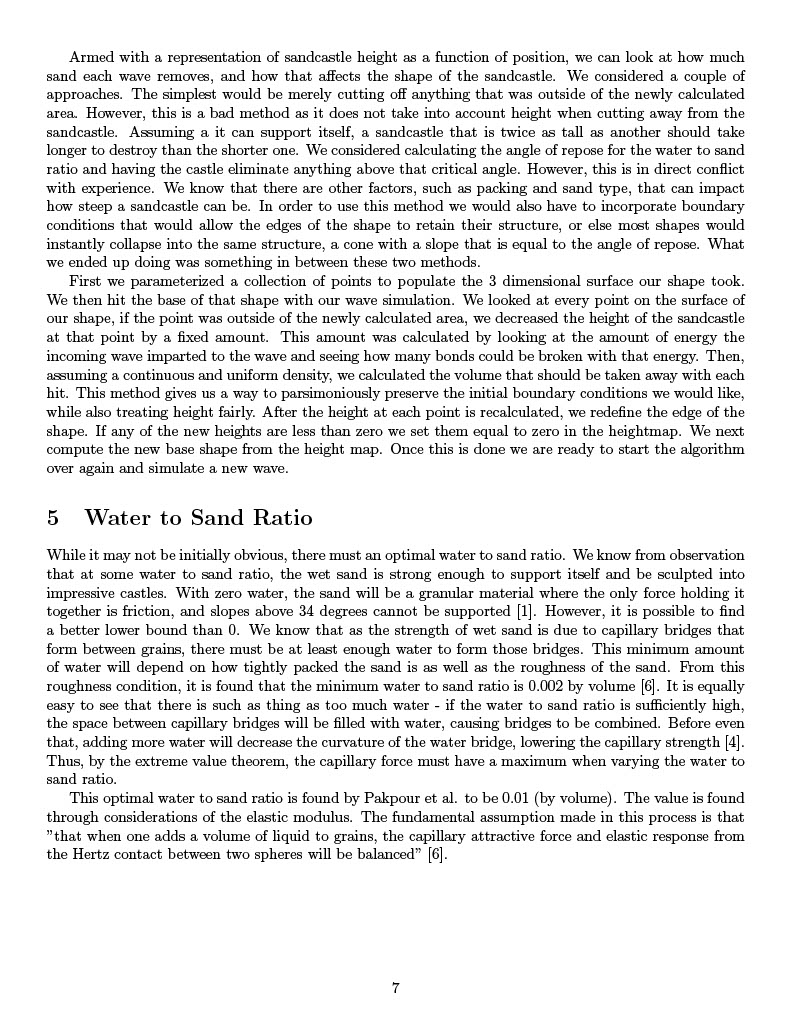 Armed with a representation of sandcastle height as a function of position, we can look at how much
sand each wave removes, and how that affects the shape of the sandcastle. We considered a couple of
approaches. The simplest would be merely cutting off anything that was outside of the newly calculated
area. However, this is a bad method as it does not take into account height when cutting away from the
sandcastle. Assuming a it can support itself, a sandcastle that is twice as tall as another should take
longer to destroy than the shorter one. We considered calculating the angle of repose for the water to sand
ratio and having the castle eliminate anything above that critical angle. However, this is in direct conflict
with experience. We know that there are other factors, such as packing and sand type, that can impact
how steep a sandcastle can be. In order to use this method we would also have to incorporate boundary
conditions that would allow the edges of the shape to retain their structure, or else most shapes would
instantly collapse into the same structure, a cone with a slope that is equal to the angle of repose. What
we ended up doing was something in between these two methods.
First we parameterized a collection of points to populate the 3 dimensional surface our shape took.
We then hit the base of that shape with our wave simulation. We looked at every point on the surface of
our shape, if the point was outside of the newly calculated area, we decreased the height of the sandcastle
at that point by a fixed amount. This amount was calculated by looking at the amount of energy the
incoming wave imparted to the wave and seeing how many bonds could be broken with that energy. Then,
assuming a continuous and uniform density, we calculated the volume that should be taken away with each
hit. This method gives us a way to parsimoniously preserve the initial boundary conditions we would like,
while also treating height fairly. After the height at each point is recalculated, we redefine the edge of the
shape. If any of the new heights are less than zero we set them equal to zero in the heightmap. We next
compute the new base shape from the height map. Once this is done we are ready to start the algorithm
over again and simulate a new wave.
5 Water to Sand Ratio
While it may not be initially obvious, there must an optimal water to sand ratio. We know from observation
that at some water to sand ratio, the wet sand is strong enough to support itself and be sculpted into
impressive castles. With zero water, the sand will be a granular material where the only force holding it
together is friction, and slopes above 34 degrees cannot be supported [1]. However, it is possible to find
a better lower bound than 0. We know that as the strength of wet sand is due to capillary bridges that
form between grains, there must be at least enough water to form those bridges. This minimum amount
of water will depend on how tightly packed the sand is as well as the roughness of the sand. From this
roughness condition, it is found that the minimum water to sand ratio is 0.002 by volume [6]. It is equally
easy to see that there is such as thing as too much water - if the water to sand ratio is sufficiently high,
the space between capillary bridges will be filled with water, causing bridges to be combined. Before even
that, adding more water will decrease the curvature of the water bridge, lowering the capillary strength [4].
Thus, by the extreme value theorem, the capillary force must have a maximum when varying the water to
sand ratio.
This optimal water to sand ratio is found by Pakpour et al. to be 0.01 (by volume). The value is found
through considerations of the elastic modulus. The fundamental assumption made in this process is that
”that when one adds a volume of liquid to grains, the capillary attractive force and elastic response from
the Hertz contact between two spheres will be balanced” [6].
7